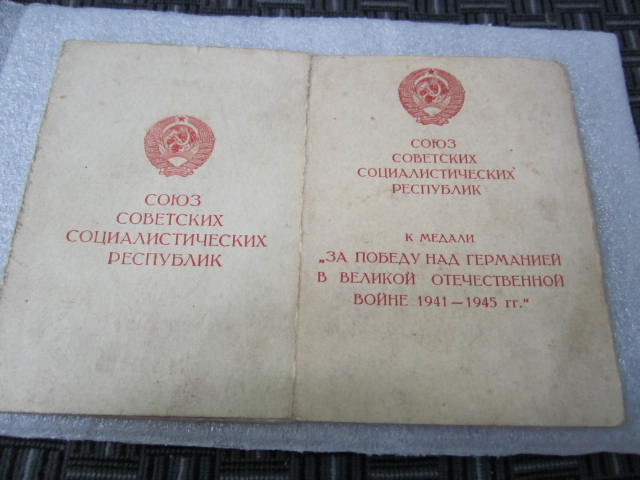 СОЮЗ
СОВЕТСКИХ
СОЦИАЛИСТИЧЕСКИХ
РЕСПУБЛИК
СОЮЗ
СОВЕТСКИХ
СОЦИАЛИСТИЧЕСКИХ
РЕСПУБЛИК
К МЕДАЛИ
„ЗА ПОБЕДУ НАД ГЕРМАНИЕЙ
В ВЕЛИКОЙ ОТЕЧЕСТВЕННОЙ
ВОЙНЕ 1941—1945 гг.“